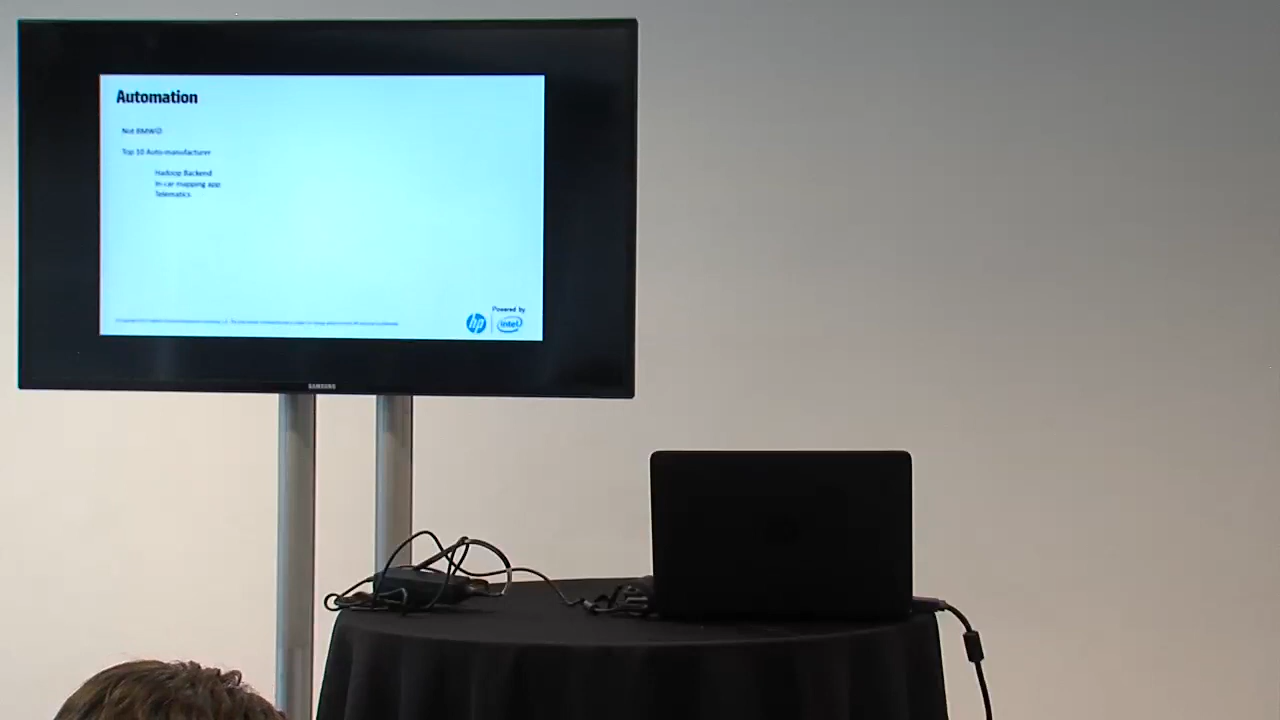 Automation
Not BMW☺
Top 10 Auto-manufacturer
Hadoop Backend
In-car mapping app
Telematics
Powered by
hp
intel
SAMSUNG